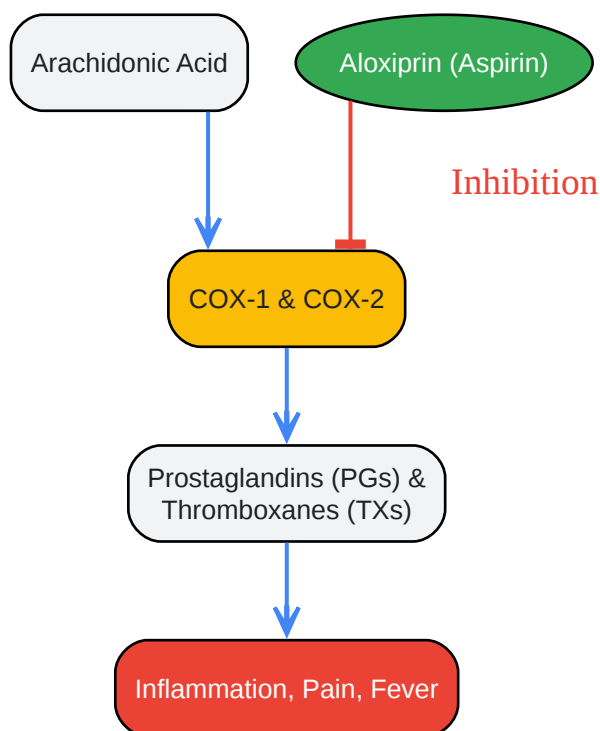 Arachidonic Acid
Aloxiprin (Aspirin)
Inhibition
COX-1 & COX-2
Prostaglandins (PGs) &
Thromboxanes (TXs)
Inflammation, Pain, Fever